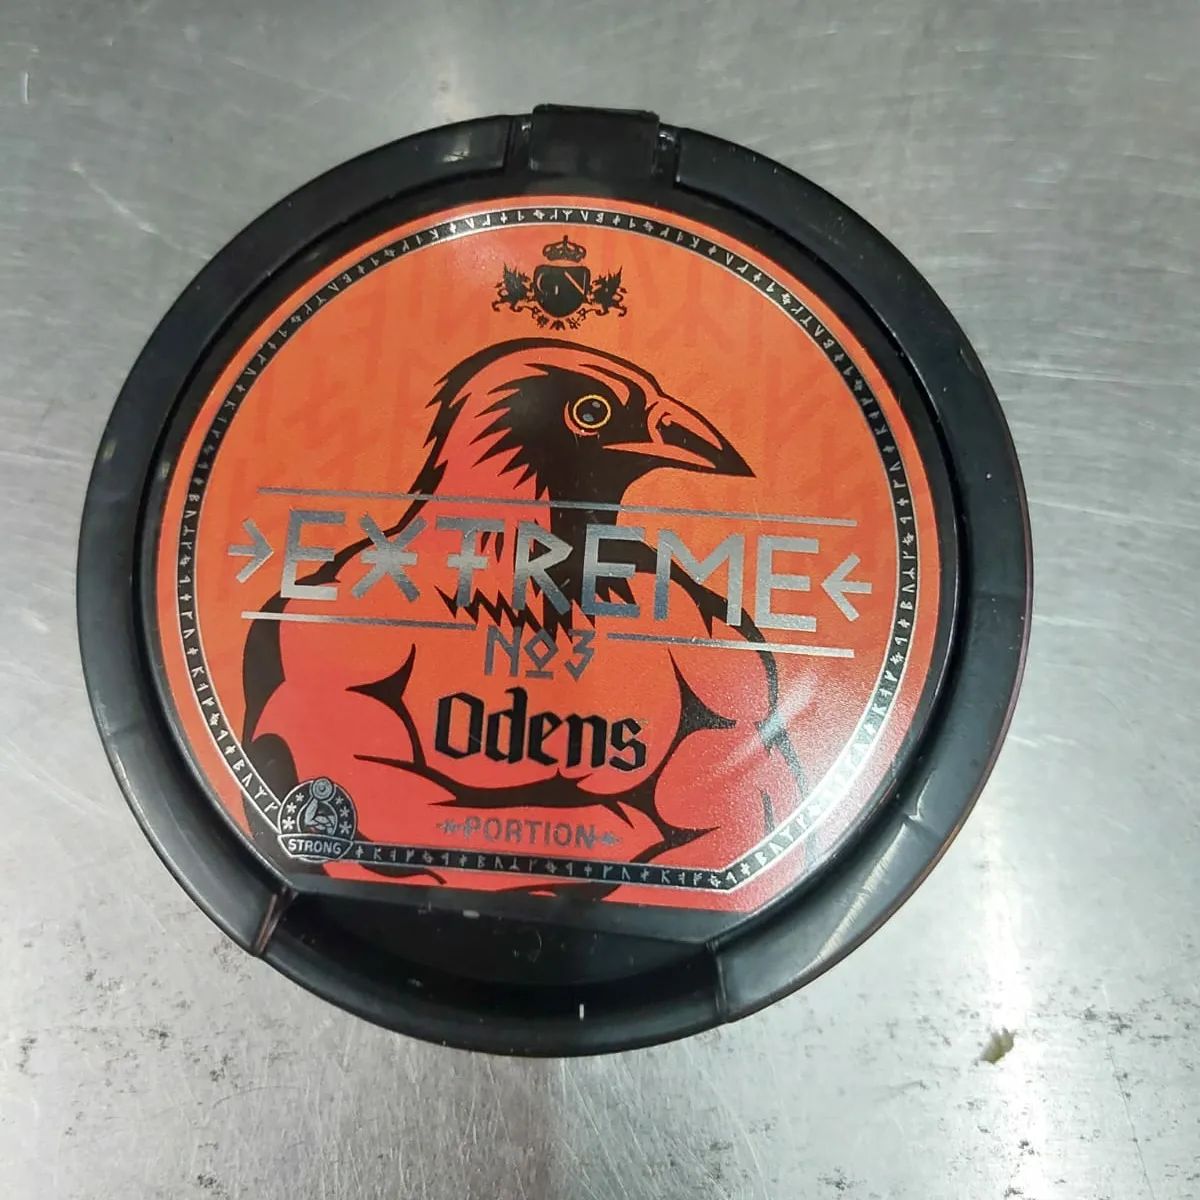 EXTREME
No3
Odens
PORTION
STRONG